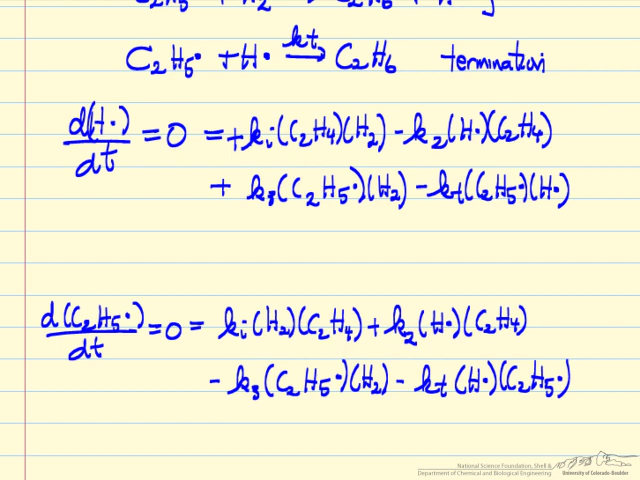 C₂H₅• + H• —kt→ C₂H₆ termination
d(H•)/dt = 0 = +ki(C₂H₄)(H₂) − k₂(H•)(C₂H₄)
+ k₃(C₂H₅•)(H₂) − kt(C₂H₅•)(H•)
d(C₂H₅•)/dt = 0 = ki(H₂)(C₂H₄) + k₂(H•)(C₂H₄)
− k₃(C₂H₅•)(H₂) − kt(H•)(C₂H₅•)
National Science Foundation, Shell &
Department of Chemical and Biological Engineering
University of Colorado-Boulder